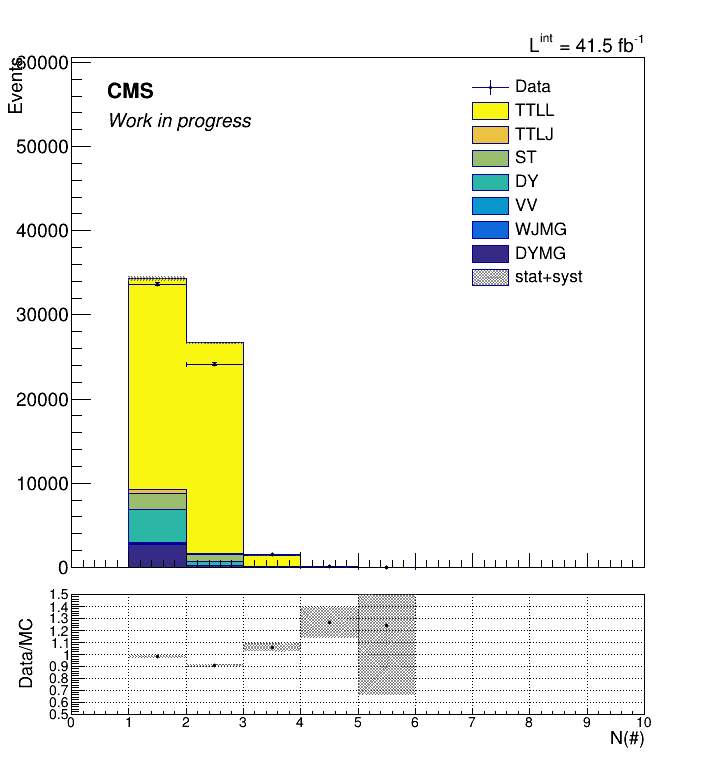 L^int = 41.5 fb^-1
Events
60000
50000
40000
30000
20000
10000
0
CMS
Work in progress
Data
TTLL
TTLJ
ST
DY
VV
WJMG
DYMG
stat+syst
Data/MC
1.5
1.4
1.3
1.2
1.1
1
0.9
0.8
0.7
0.6
0.5
0 1 2 3 4 5 6 7 8 9 10
N(#)